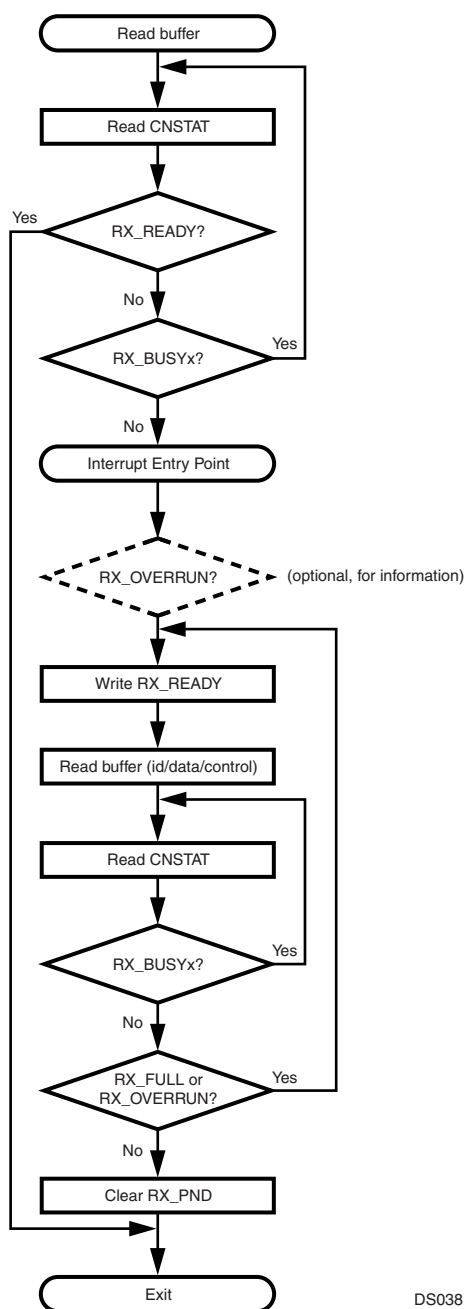 Read buffer
Read CNSTAT
Yes
RX_READY?
No
RX_BUSYx?
Yes
No
Interrupt Entry Point
RX_OVERRUN?
(optional, for information)
Write RX_READY
Read buffer (id/data/control)
Read CNSTAT
RX_BUSYx?
Yes
No
RX_FULL or
RX_OVERRUN?
Yes
No
Clear RX_PND
Exit
DS038